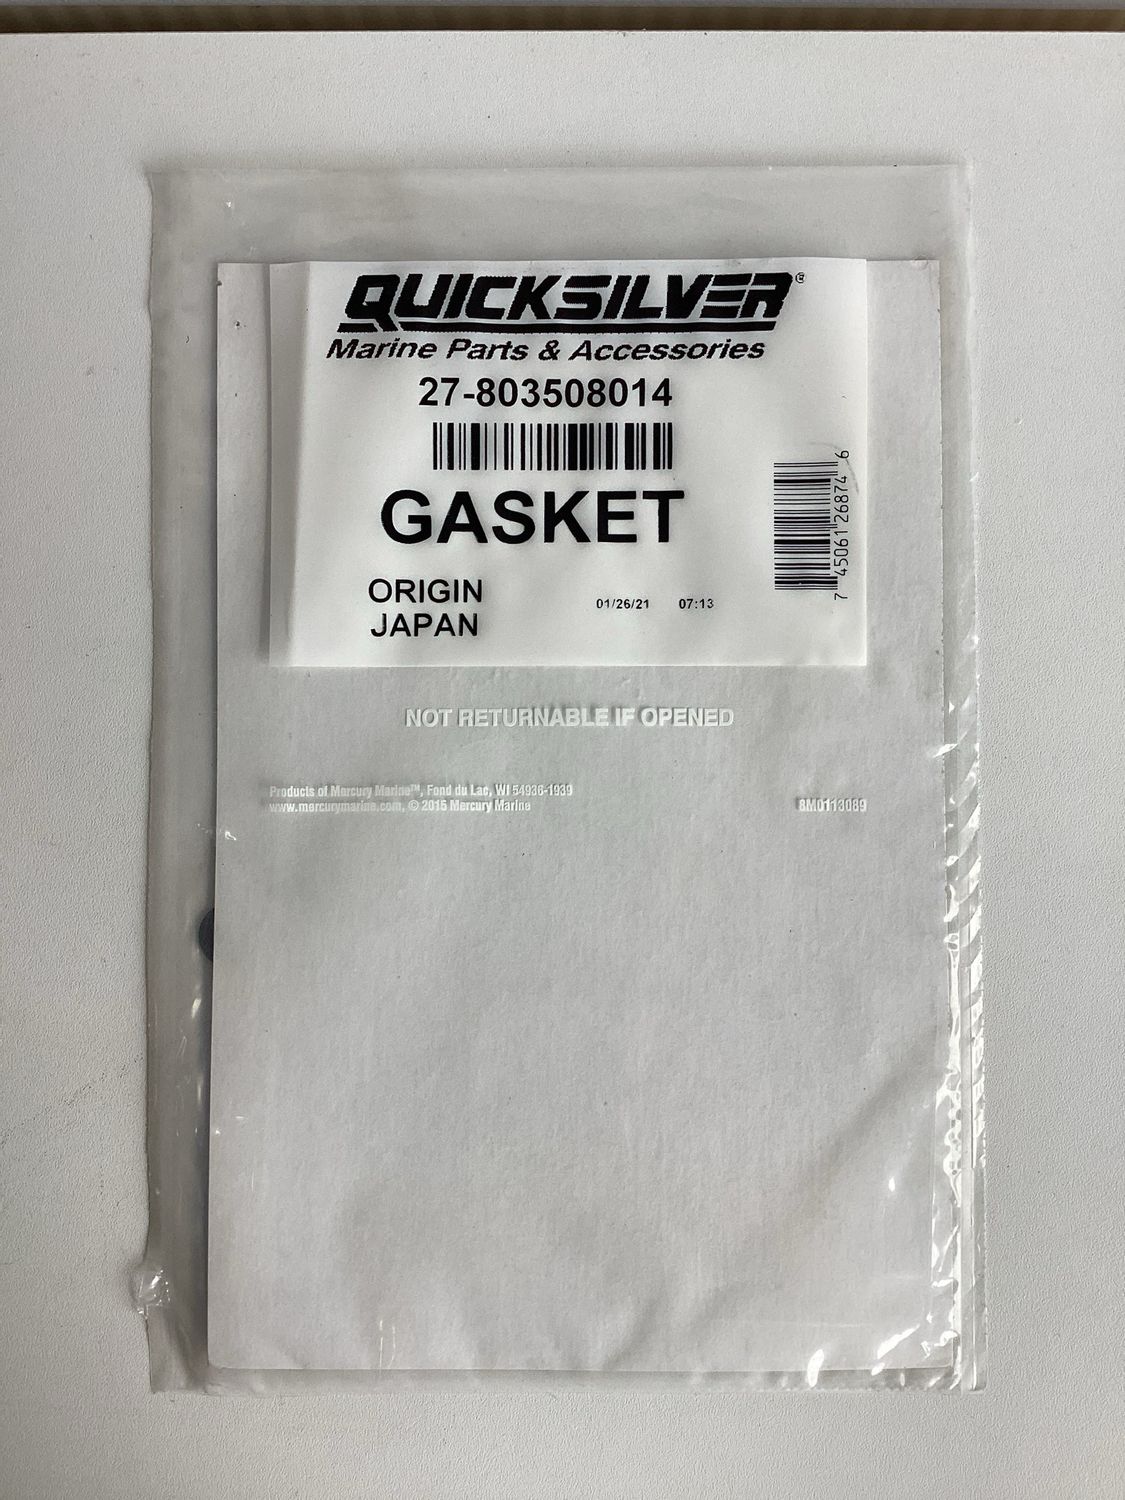 QUICKSILVER®
Marine Parts & Accessories
27-803508014
GASKET
ORIGIN
JAPAN
01/26/21 07:13
7 45061 26874 6
NOT RETURNABLE IF OPENED
Products of Mercury Marine™, Fond du Lac, WI 54936-1939
www.mercurymarine.com, © 2015 Mercury Marine
8M0113089